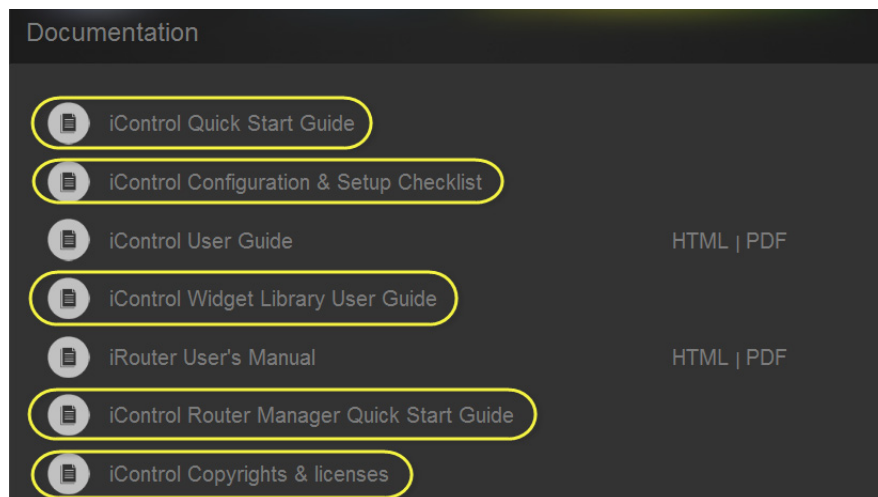 Documentation
iControl Quick Start Guide
iControl Configuration & Setup Checklist
iControl User Guide HTML | PDF
iControl Widget Library User Guide
iRouter User's Manual HTML | PDF
iControl Router Manager Quick Start Guide
iControl Copyrights & licenses